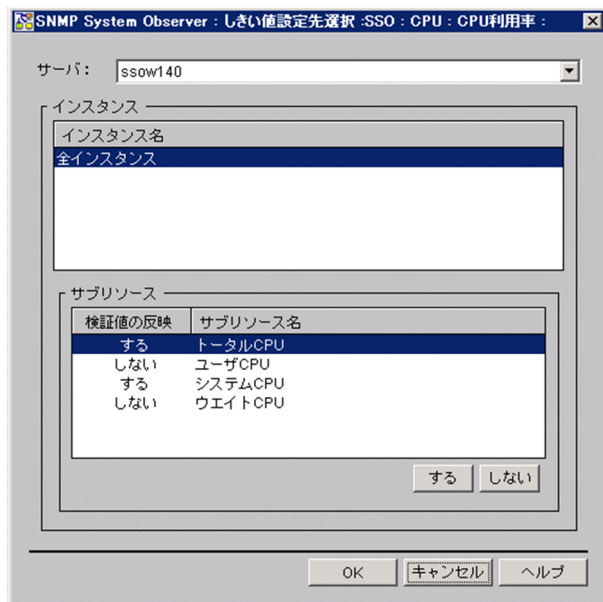 SNMP System Observer : しきい値設定先選択 :SSO : CPU : CPU利用率 :
サーバ： ssow140
インスタンス
インスタンス名
全インスタンス
サブリソース
検証値の反映 サブリソース名
する トータルCPU
しない ユーザCPU
する システムCPU
しない ウエイトCPU
する しない
OK キャンセル ヘルプ